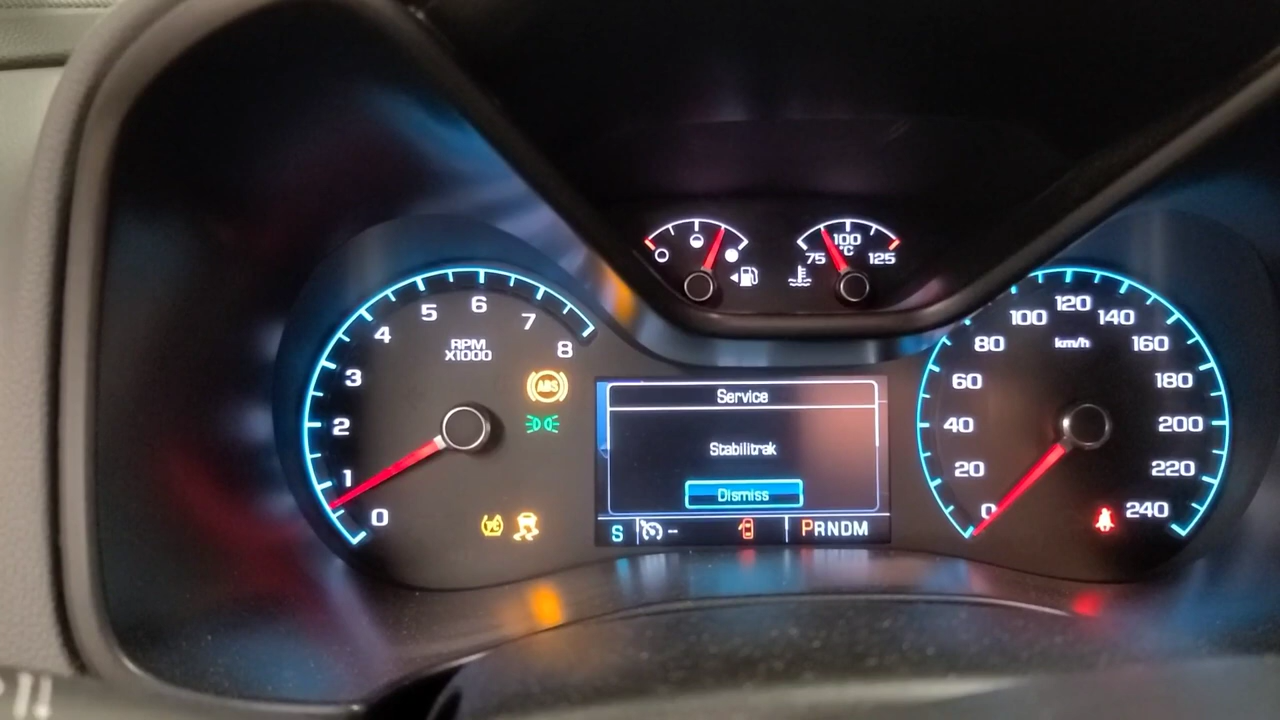 100
°C
75 125
0 1 2 3 4 5 6 7 8
RPM
X1000
ABS
TC
Service
Stabilitrak
Dismiss
S – PRNDM
0 20 40 60 80 100 120 140 160 180 200 220 240
km/h